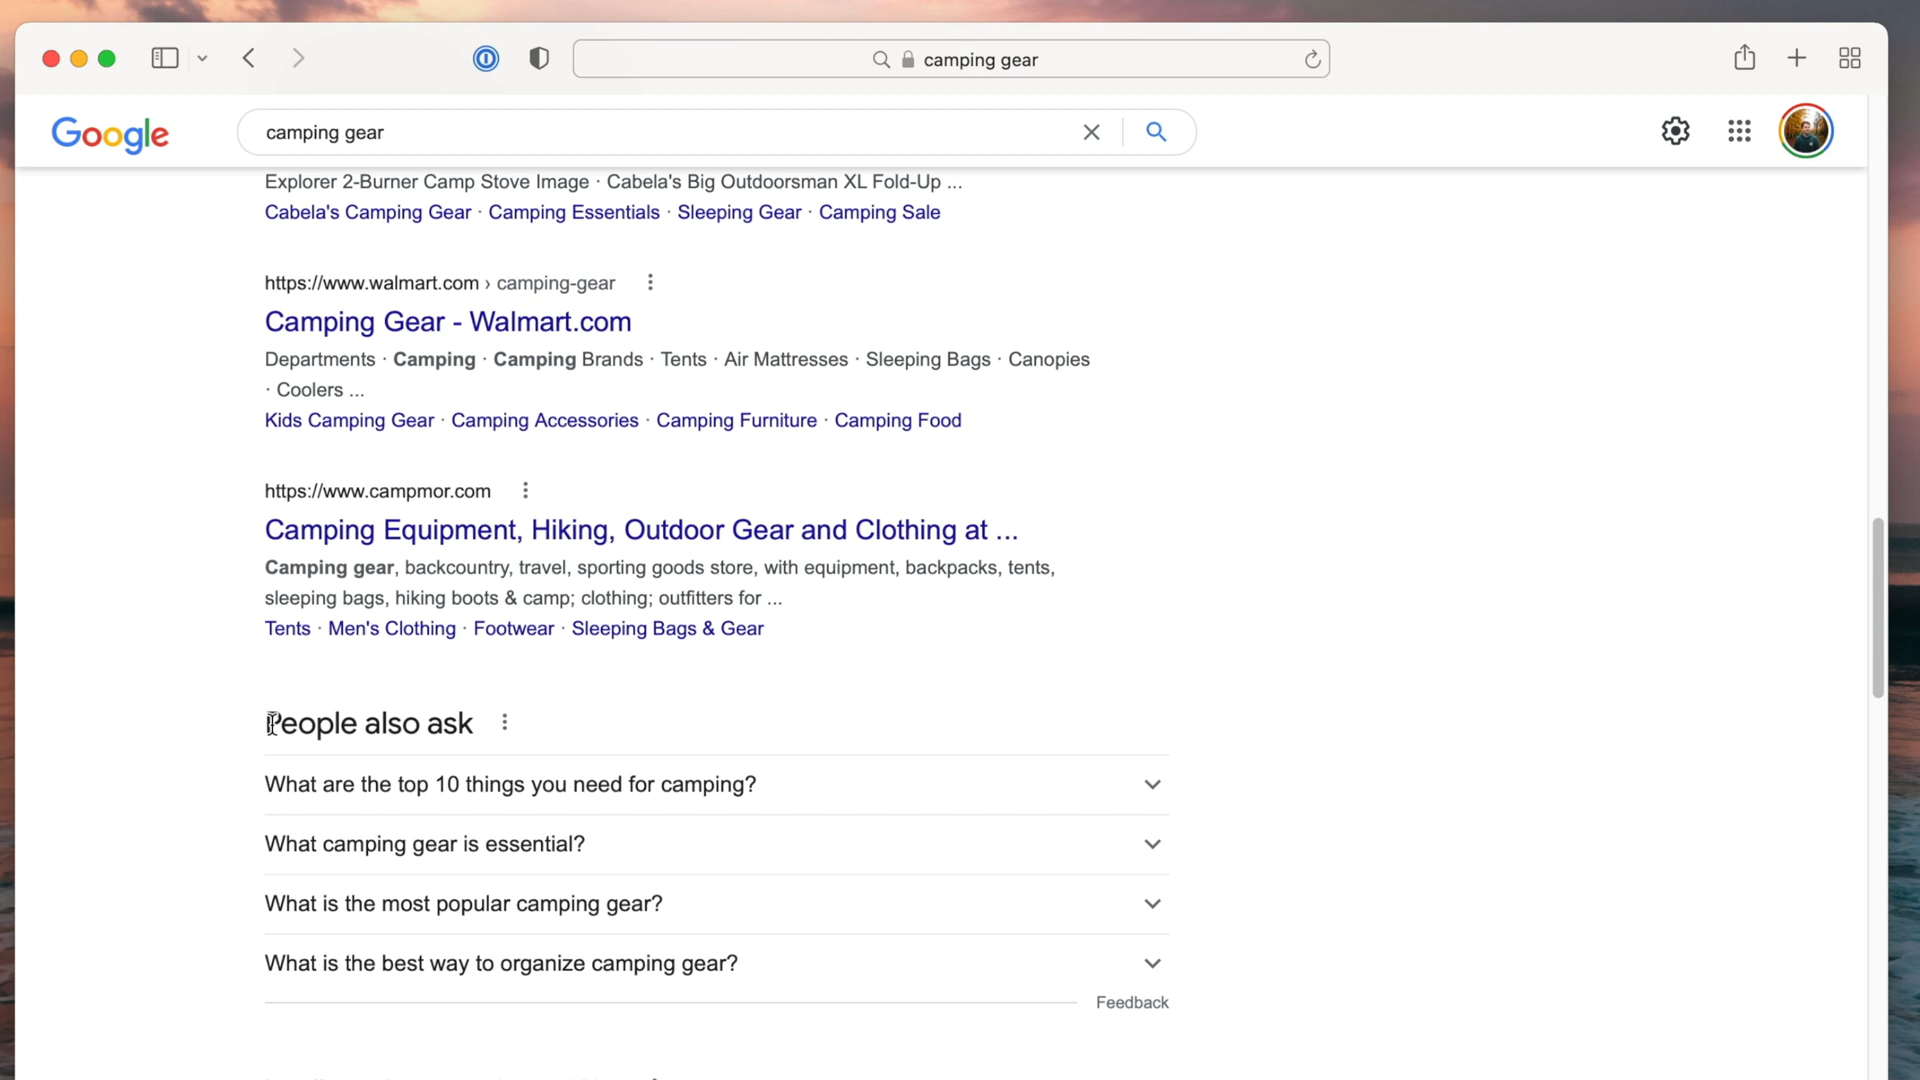 camping gear
Google
camping gear
Explorer 2-Burner Camp Stove Image · Cabela's Big Outdoorsman XL Fold-Up ...
Cabela's Camping Gear · Camping Essentials · Sleeping Gear · Camping Sale
https://www.walmart.com › camping-gear
Camping Gear - Walmart.com
Departments · Camping · Camping Brands · Tents · Air Mattresses · Sleeping Bags · Canopies
· Coolers ...
Kids Camping Gear · Camping Accessories · Camping Furniture · Camping Food
https://www.campmor.com
Camping Equipment, Hiking, Outdoor Gear and Clothing at ...
Camping gear, backcountry, travel, sporting goods store, with equipment, backpacks, tents,
sleeping bags, hiking boots & camp; clothing; outfitters for ...
Tents · Men's Clothing · Footwear · Sleeping Bags & Gear
People also ask
What are the top 10 things you need for camping?
What camping gear is essential?
What is the most popular camping gear?
What is the best way to organize camping gear?
Feedback